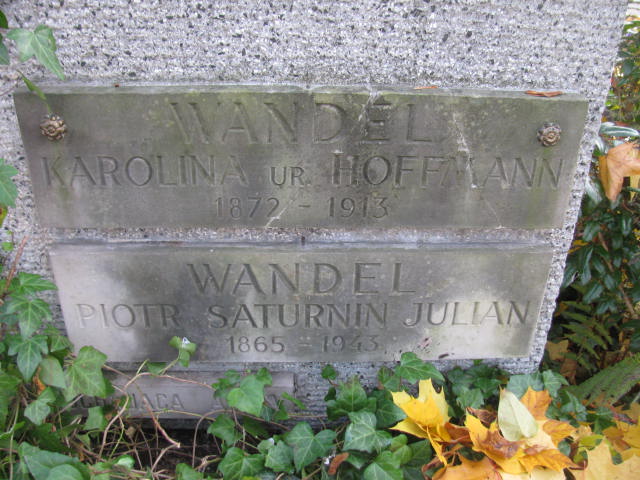 WANDEL
KAROLINA UR. HOFFMANN
1872 - 1913
WANDEL
PIOTR SATURNIN JULIAN
1865 - 1943